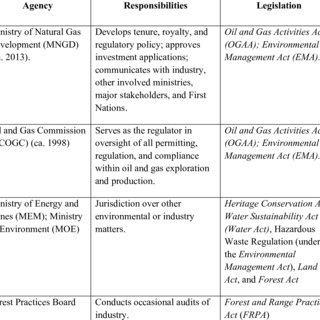 Agency Responsibilities Legislation
nistry of Natural Gas Develops tenure, royalty, and Oil and Gas Activities Ac
velopment (MNGD) regulatory policy; approves (OGAA); Environmental
. 2013). investment applications; Management Act (EMA).
communicates with industry,
other involved ministries,
major stakeholders, and First
Nations.
l and Gas Commission Serves as the regulator in Oil and Gas Activities Ac
COGC) (ca. 1998) oversight of all permitting, (OGAA); Environmental
regulation, and compliance Management Act (EMA).
within oil and gas exploration
and production.
nistry of Energy and Jurisdiction over other Heritage Conservation A
nes (MEM); Ministry environmental or industry Water Sustainability Act
Environment (MOE) matters. (Water Act), Hazardous
Waste Regulation (under
the Environmental
Management Act), Land
Act, and Forest Act
rest Practices Board Conducts occasional audits of Forest and Range Practic
industry. Act (FRPA)